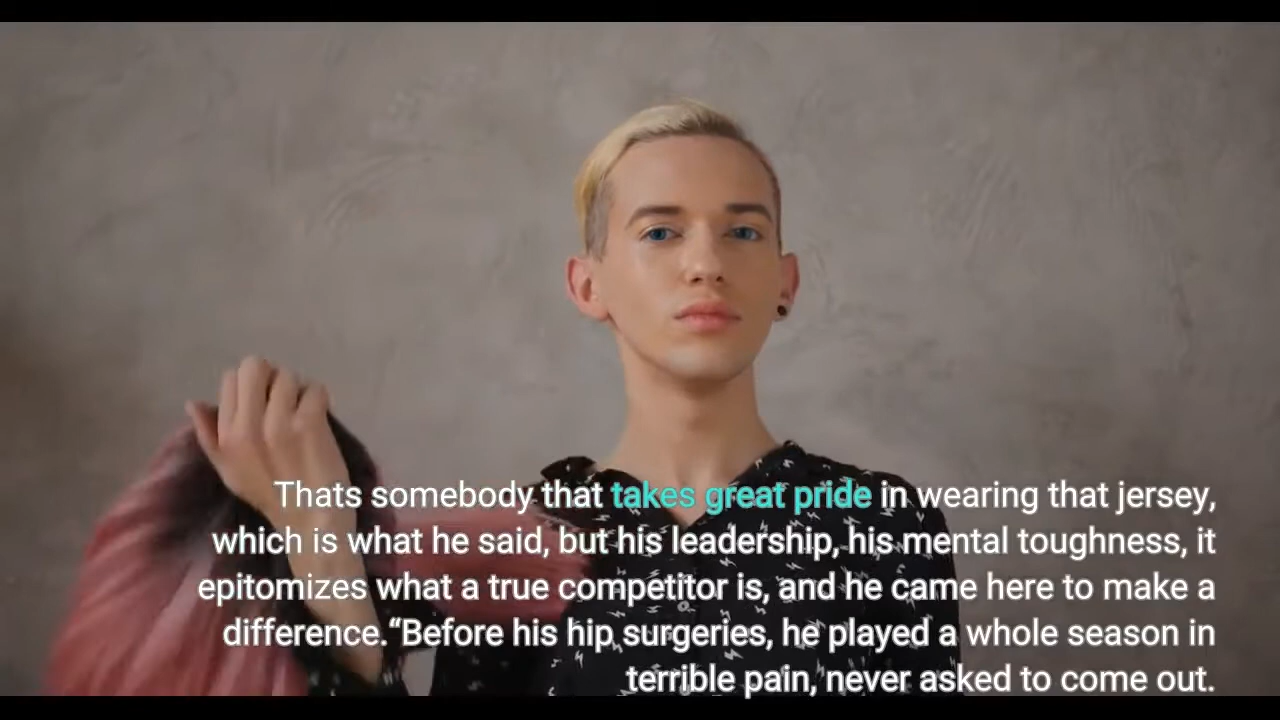 Thats somebody that takes great pride in wearing that jersey,
which is what he said, but his leadership, his mental toughness, it
epitomizes what a true competitor is, and he came here to make a
difference.“Before his hip surgeries, he played a whole season in
terrible pain, never asked to come out.